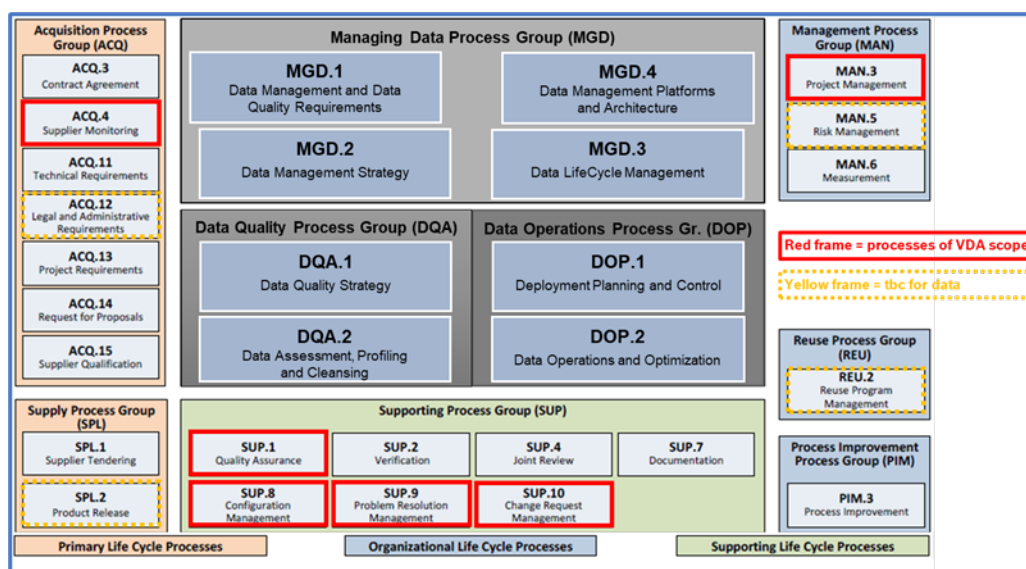 Acquisition Process
Group (ACQ)
ACQ.3
Contract Agreement
ACQ.4
Supplier Monitoring
ACQ.11
Technical Requirements
ACQ.12
Legal and Administrative
Requirements
ACQ.13
Project Requirements
ACQ.14
Request for Proposals
ACQ.15
Supplier Qualification
Managing Data Process Group (MGD)
MGD.1
Data Management and Data
Quality Requirements
MGD.4
Data Management Platforms
and Architecture
MGD.2
Data Management Strategy
MGD.3
Data LifeCycle Management
Data Quality Process Group (DQA)
DQA.1
Data Quality Strategy
DQA.2
Data Assessment, Profiling
and Cleansing
Data Operations Process Gr. (DOP)
DOP.1
Deployment Planning and Control
DOP.2
Data Operations and Optimization
Management Process
Group (MAN)
MAN.3
Project Management
MAN.5
Risk Management
MAN.6
Measurement
Red frame = processes of VDA scope
Yellow frame = tbc for data
Reuse Process Group
(REU)
REU.2
Reuse Program
Management
Supply Process Group
(SPL)
SPL.1
Supplier Tendering
SPL.2
Product Release
Supporting Process Group (SUP)
SUP.1
Quality Assurance
SUP.2
Verification
SUP.4
Joint Review
SUP.7
Documentation
SUP.8
Configuration
Management
SUP.9
Problem Resolution
Management
SUP.10
Change Request
Management
Process Improvement
Process Group (PIM)
PIM.3
Process Improvement
Primary Life Cycle Processes
Organizational Life Cycle Processes
Supporting Life Cycle Processes